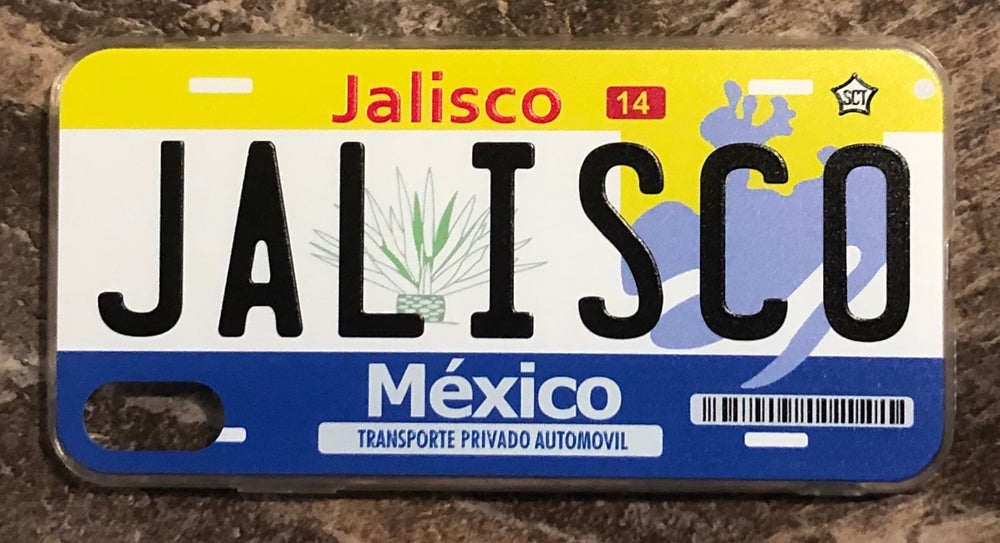 Jalisco 14 SCT
JALISCO
México
TRANSPORTE PRIVADO AUTOMOVIL